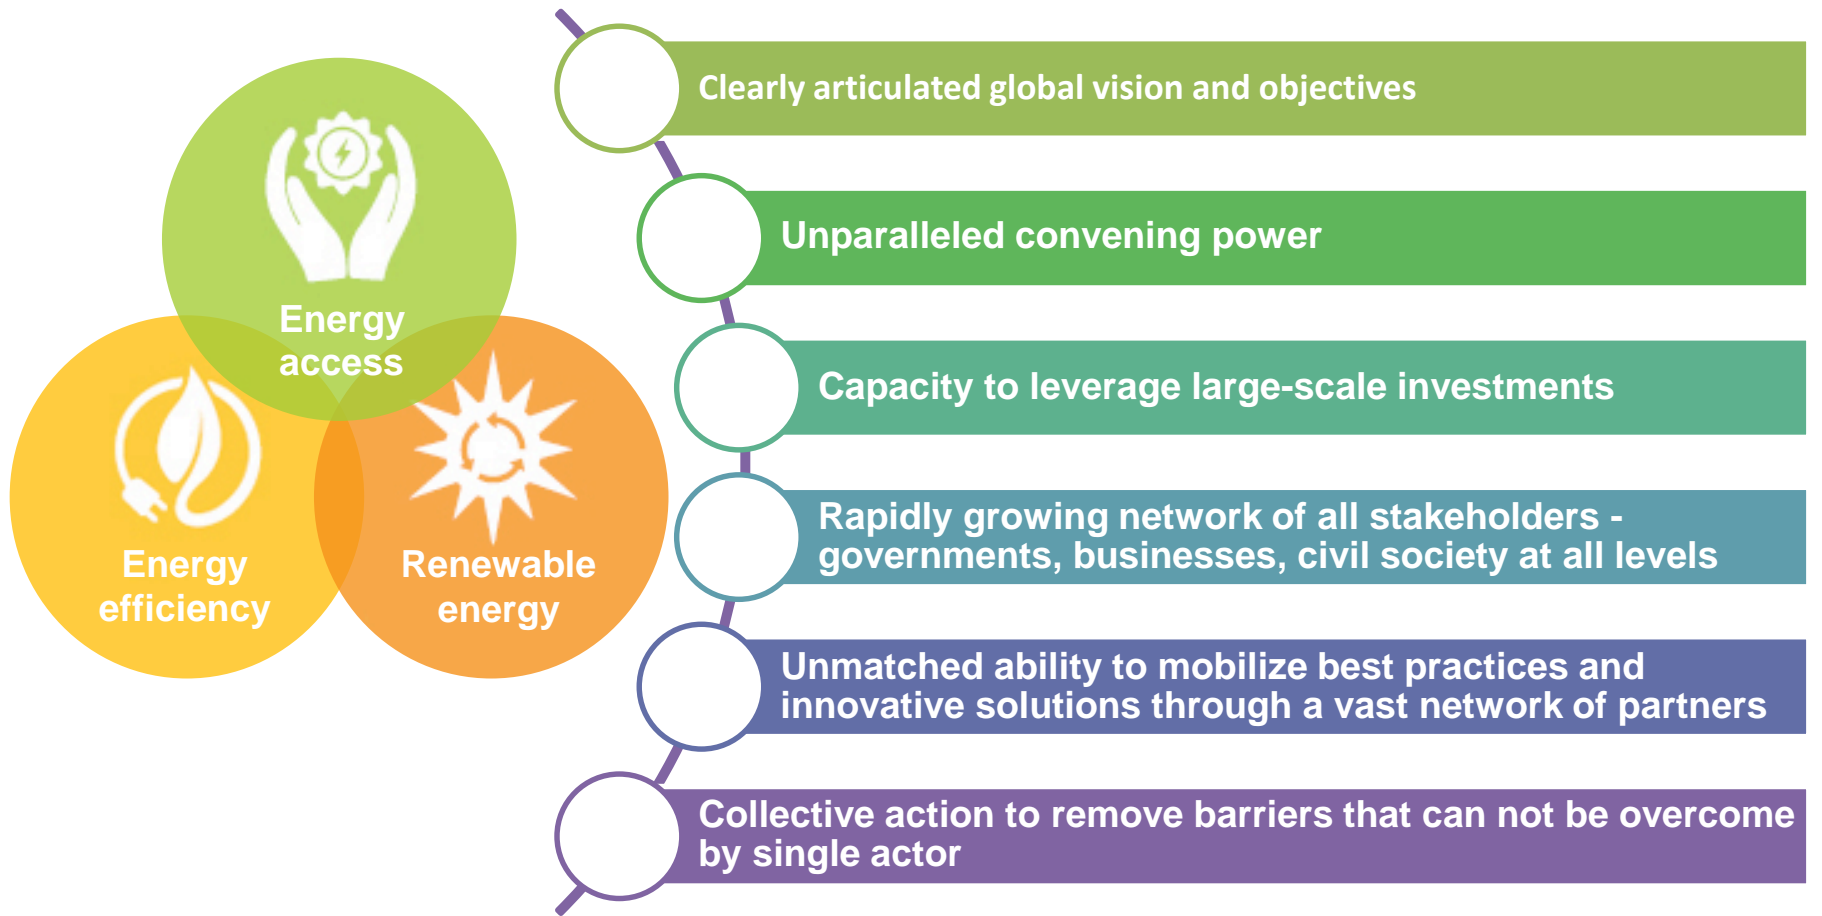 Energy
access
Energy
efficiency
Renewable
energy
Clearly articulated global vision and objectives
Unparalleled convening power
Capacity to leverage large-scale investments
Rapidly growing network of all stakeholders -
governments, businesses, civil society at all levels
Unmatched ability to mobilize best practices and
innovative solutions through a vast network of partners
Collective action to remove barriers that can not be overcome
by single actor